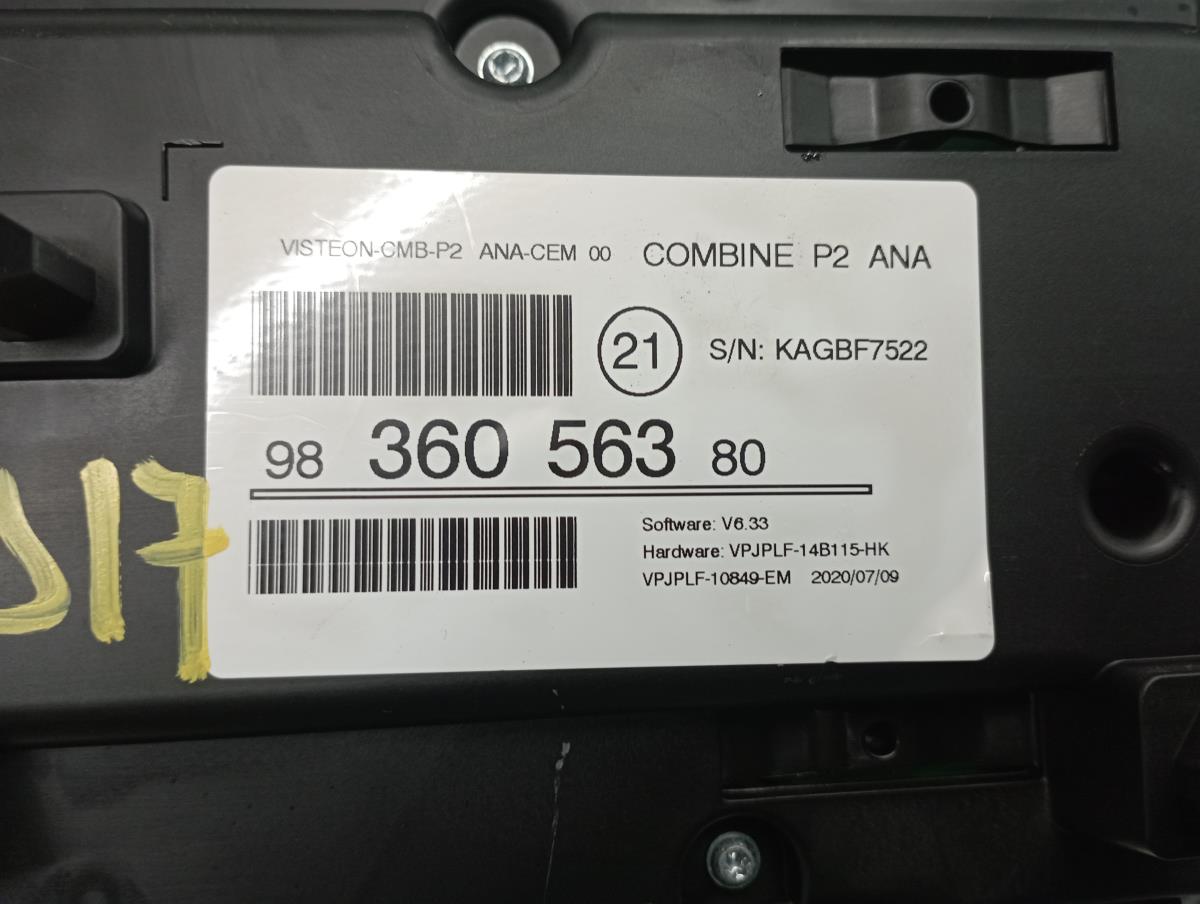 VISTEON-CMB-P2 ANA-CEM 00 COMBINE P2 ANA
21 S/N: KAGBF7522
98 360 563 80
Software: V6.33
Hardware: VPJPLF-14B115-HK
VPJPLF-10849-EM 2020/07/09